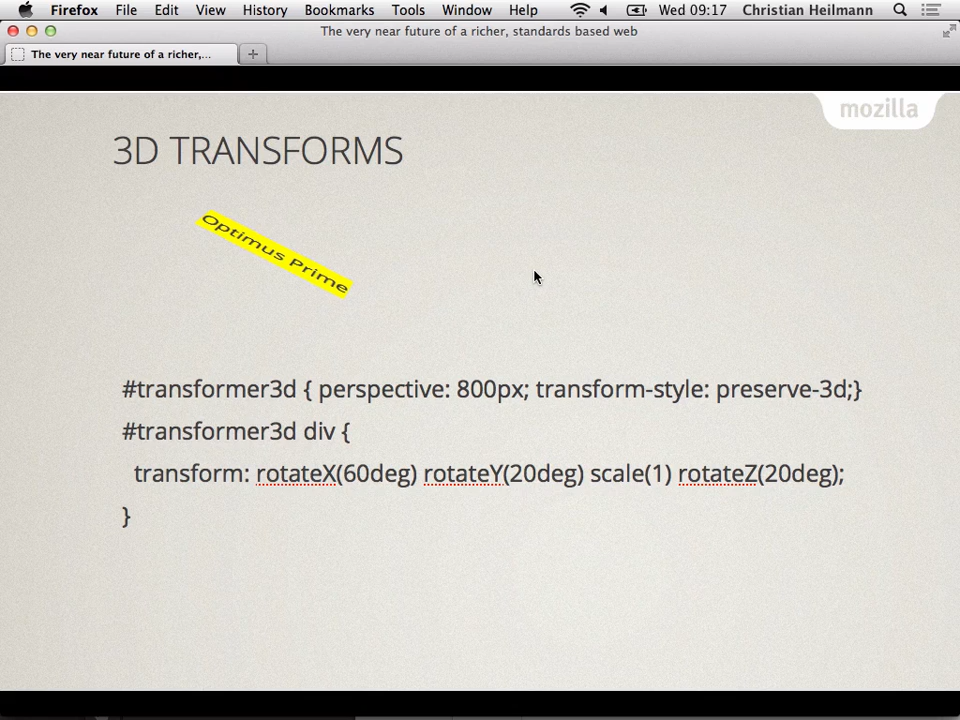 Firefox File Edit View History Bookmarks Tools Window Help Wed 09:17 Christian Heilmann
The very near future of a richer, standards based web
The very near future of a richer,...
mozilla
3D TRANSFORMS
Optimus Prime
#transformer3d { perspective: 800px; transform-style: preserve-3d;}
#transformer3d div {
transform: rotateX(60deg) rotateY(20deg) scale(1) rotateZ(20deg);
}